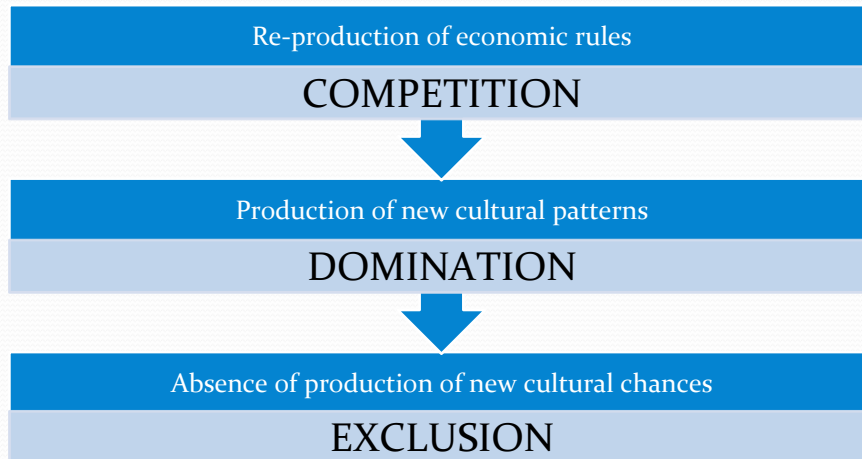 Re-production of economic rules
COMPETITION
Production of new cultural patterns
DOMINATION
Absence of production of new cultural chances
EXCLUSION